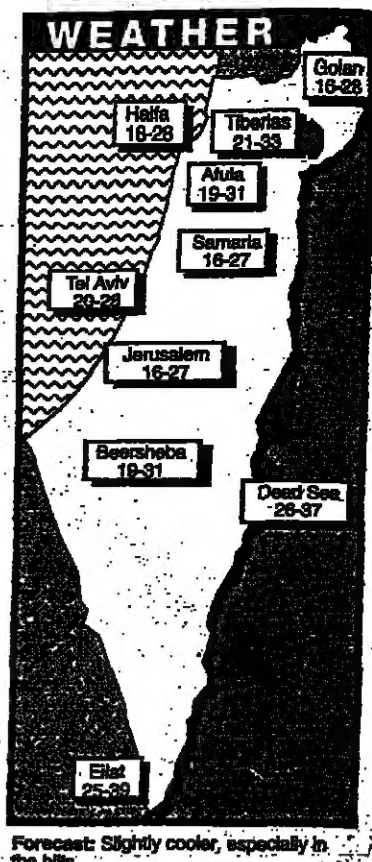 WEATHER
Golan
16-28
Haifa
18-28
Tiberias
21-33
Afula
19-31
Samaria
16-27
Tel Aviv
20-28
Jerusalem
16-27
Beersheba
19-31
Dead Sea
26-37
Eilat
25-39
Forecast: Slightly cooler, especially in
the hills